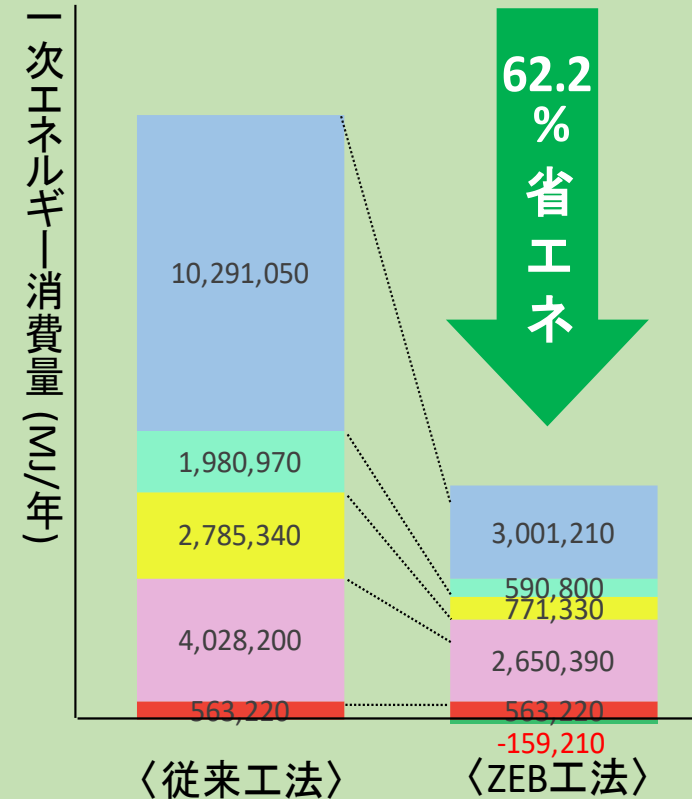 一次エネルギー消費量 (MJ/年)
62.2
%
省
エ
ネ
10,291,050
1,980,970
2,785,340
4,028,200
563,220
3,001,210
590,800
771,330
2,650,390
563,220
-159,210
〈従来工法〉
〈ZEB工法〉